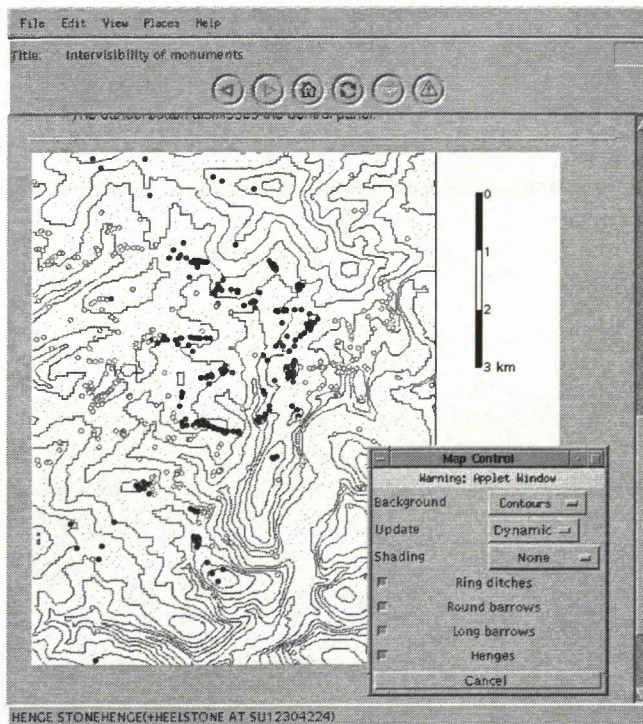 File Edit View Places Help
Title: Intervisibility of monuments
0
1
2
3 km
Map Control
Warning: Applet Window
Background Contours
Update Dynamic
Shading None
Ring ditches
Round barrows
Long barrows
Henges
Cancel
HENGE STONEHENGE(+HEELSTONE AT SU12304224)